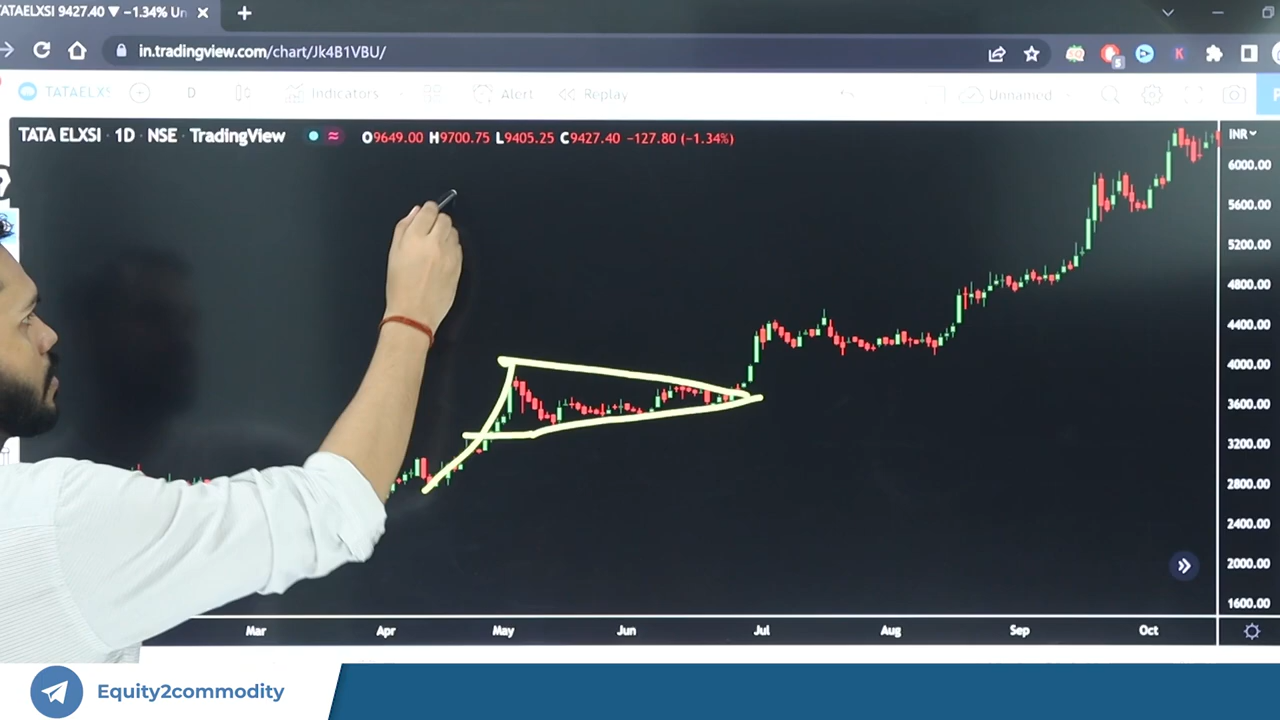 TATAELXSI 9427.40 ▼ −1.34% Un
in.tradingview.com/chart/Jk4B1VBU/
5
K
TATAELXS
D
Indicators
Alert
Replay
Unnamed
TATA ELXSI · 1D · NSE · TradingView
O9649.00 H9700.75 L9405.25 C9427.40 −127.80 (−1.34%)
INR
6000.00
5600.00
5200.00
4800.00
4400.00
4000.00
3600.00
3200.00
2800.00
2400.00
2000.00
1600.00
Mar Apr May Jun Jul Aug Sep Oct
Equity2commodity